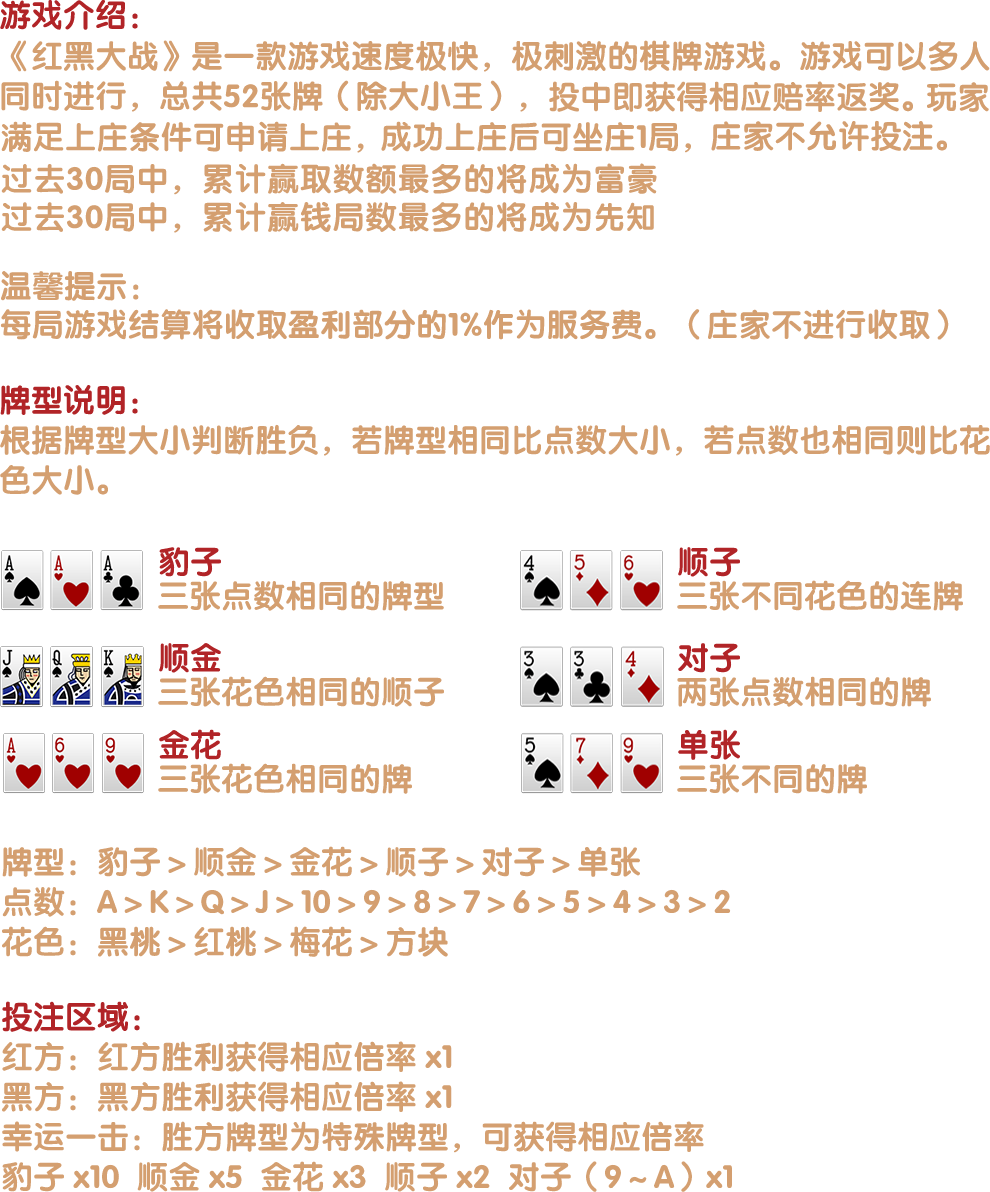 游戏介绍：
《红黑大战》是一款游戏速度极快，极刺激的棋牌游戏。游戏可以多人
同时进行，总共52张牌（除大小王），投中即获得相应赔率返奖。玩家
满足上庄条件可申请上庄，成功上庄后可坐庄1局，庄家不允许投注。
过去30局中，累计赢取数额最多的将成为富豪
过去30局中，累计赢钱局数最多的将成为先知
温馨提示：
每局游戏结算将收取盈利部分的1%作为服务费。（庄家不进行收取）
牌型说明：
根据牌型大小判断胜负，若牌型相同比点数大小，若点数也相同则比花
色大小。
A A A 豹子
三张点数相同的牌型
4 5 6 顺子
三张不同花色的连牌
J Q K 顺金
三张花色相同的顺子
3 3 4 对子
两张点数相同的牌
A 6 9 金花
三张花色相同的牌
5 7 9 单张
三张不同的牌
牌型：豹子＞顺金＞金花＞顺子＞对子＞单张
点数：A＞K＞Q＞J＞10＞9＞8＞7＞6＞5＞4＞3＞2
花色：黑桃＞红桃＞梅花＞方块
投注区域：
红方：红方胜利获得相应倍率 x1
黑方：黑方胜利获得相应倍率 x1
幸运一击：胜方牌型为特殊牌型，可获得相应倍率
豹子 x10 顺金 x5 金花 x3 顺子 x2 对子（9～A）x1